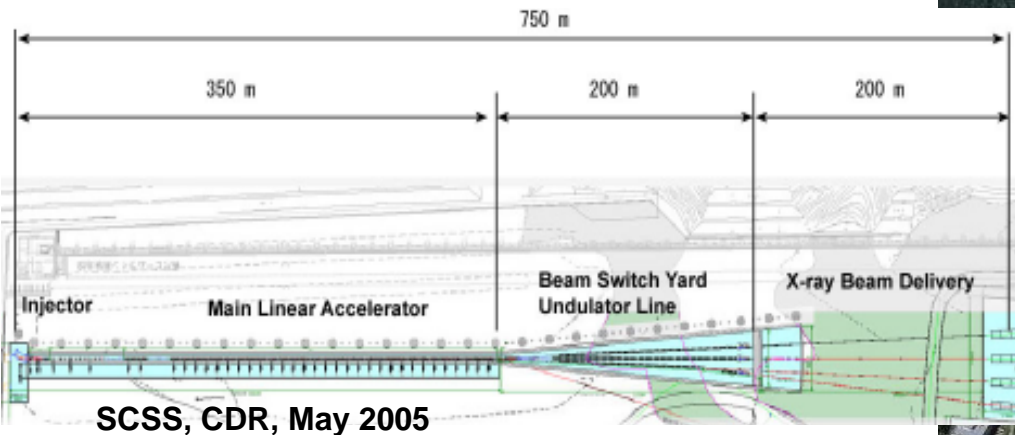 750 m
350 m
200 m
200 m
Injector
Main Linear Accelerator
Beam Switch Yard
Undulator Line
X-ray Beam Delivery
SCSS, CDR, May 2005